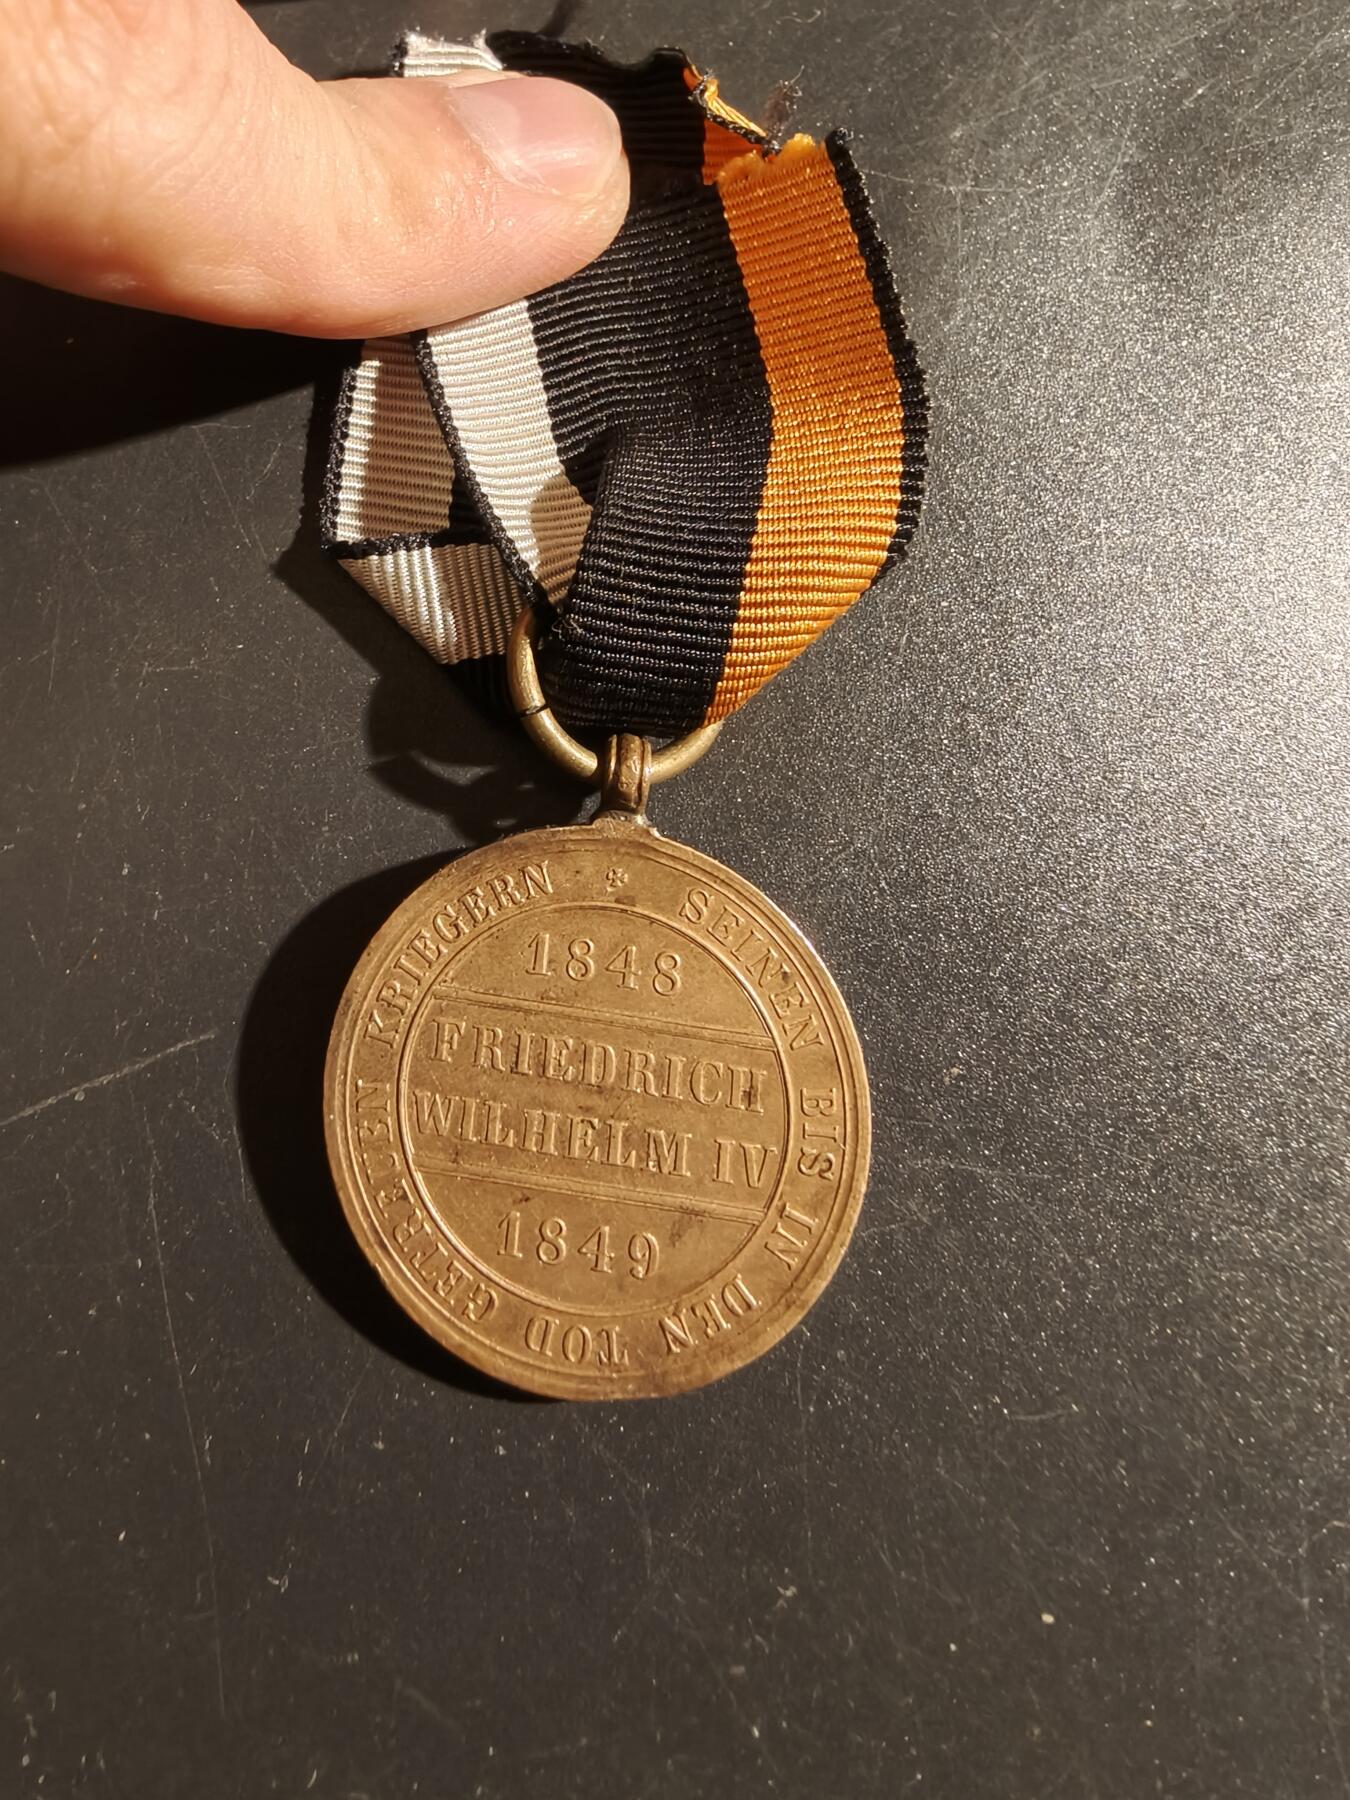 SEINEN BIS IN DEN TOD GETREUEN KRIEGERN
1848
FRIEDRICH
WILHELM IV
1849